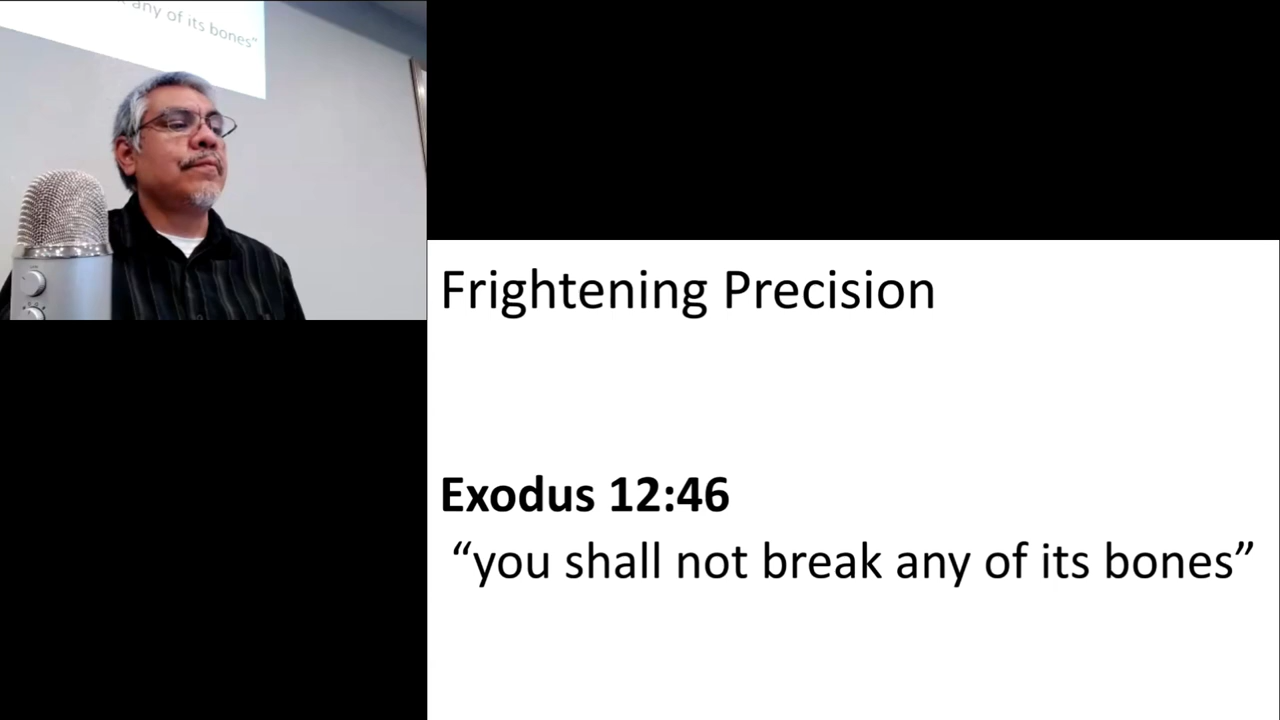 any of its bones”
Frightening Precision
Exodus 12:46
“you shall not break any of its bones”